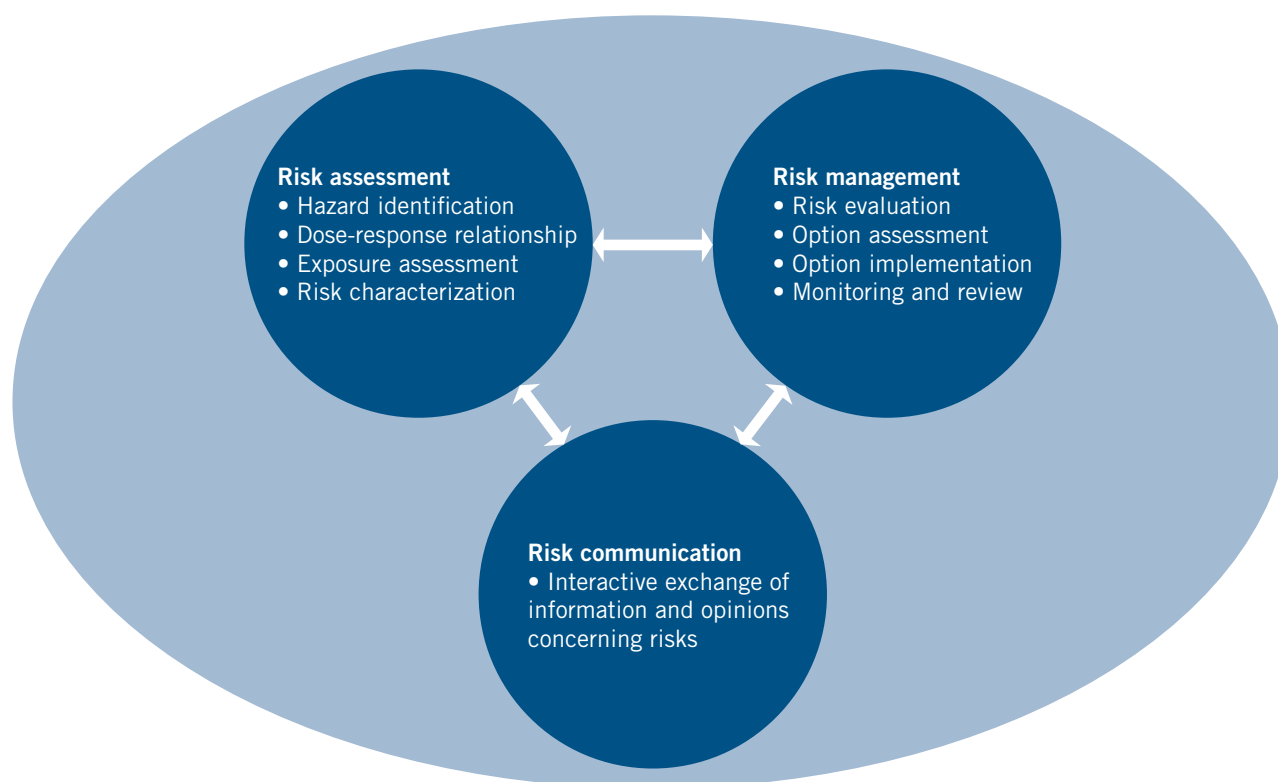 Risk assessment
• Hazard identification
• Dose-response relationship
• Exposure assessment
• Risk characterization
Risk management
• Risk evaluation
• Option assessment
• Option implementation
• Monitoring and review
Risk communication
• Interactive exchange of
information and opinions
concerning risks